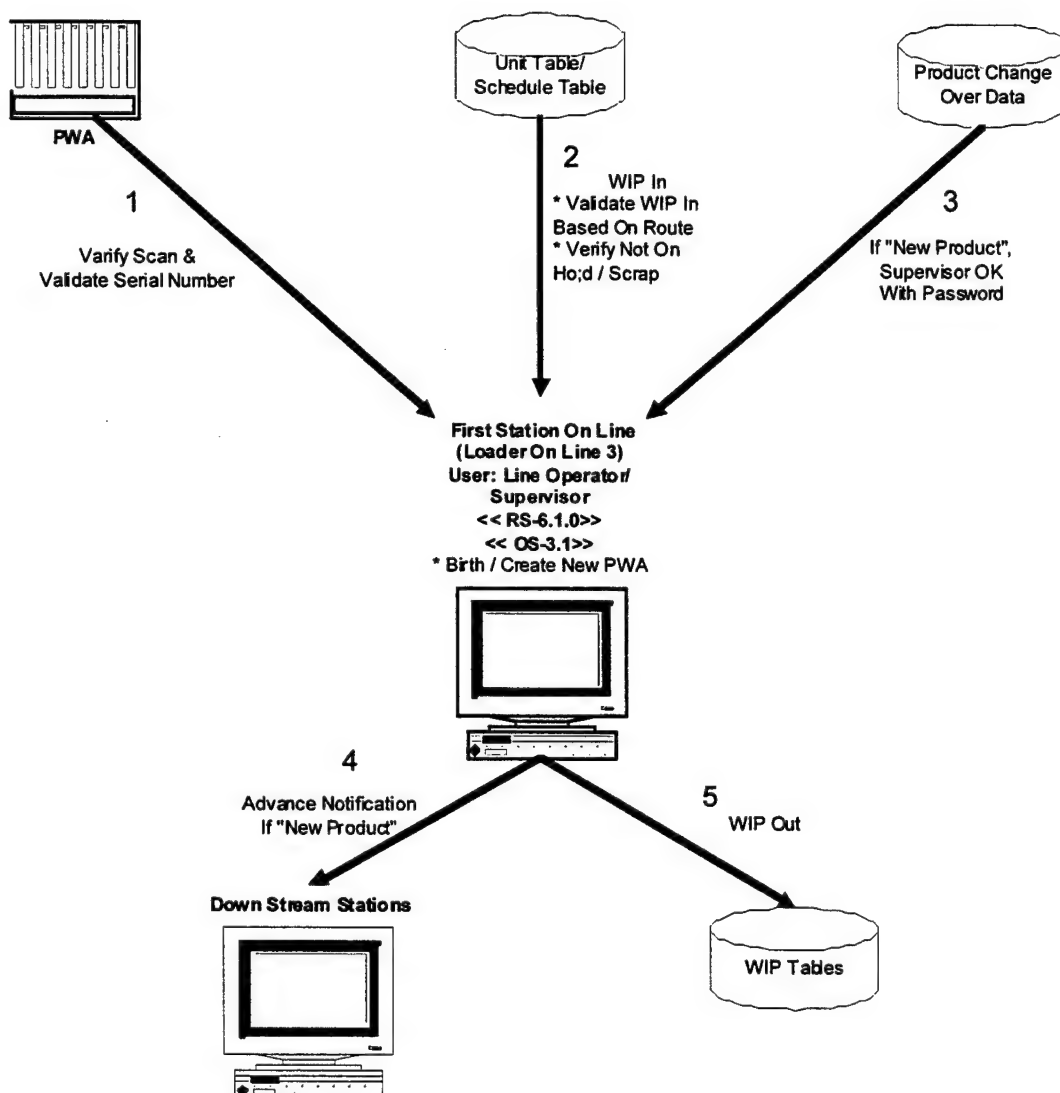 PWA
Unit Table/
Schedule Table
Product Change
Over Data
1
Varify Scan &
Validate Serial Number
2
WIP In
* Validate WIP In
Based On Route
* Verify Not On
Ho;d / Scrap
3
If "New Product",
Supervisor OK
With Password
First Station On Line
(Loader On Line 3)
User: Line Operator/
Supervisor
<< RS-6.1.0>>
<< OS-3.1>>
* Birth / Create New PWA
4
Advance Notification
If "New Product"
5
WIP Out
Down Stream Stations
WIP Tables